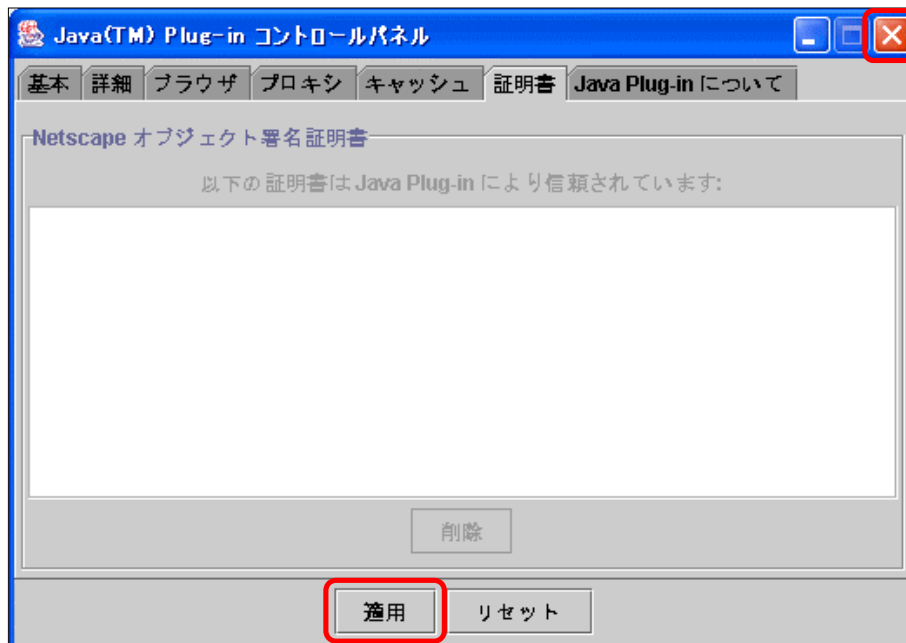 Java(TM) Plug-in コントロールパネル
基本 詳細 ブラウザ プロキシ キャッシュ 証明書 Java Plug-in について
Netscape オブジェクト署名証明書
以下の証明書は Java Plug-in により信頼されています:
削除
適用 リセット